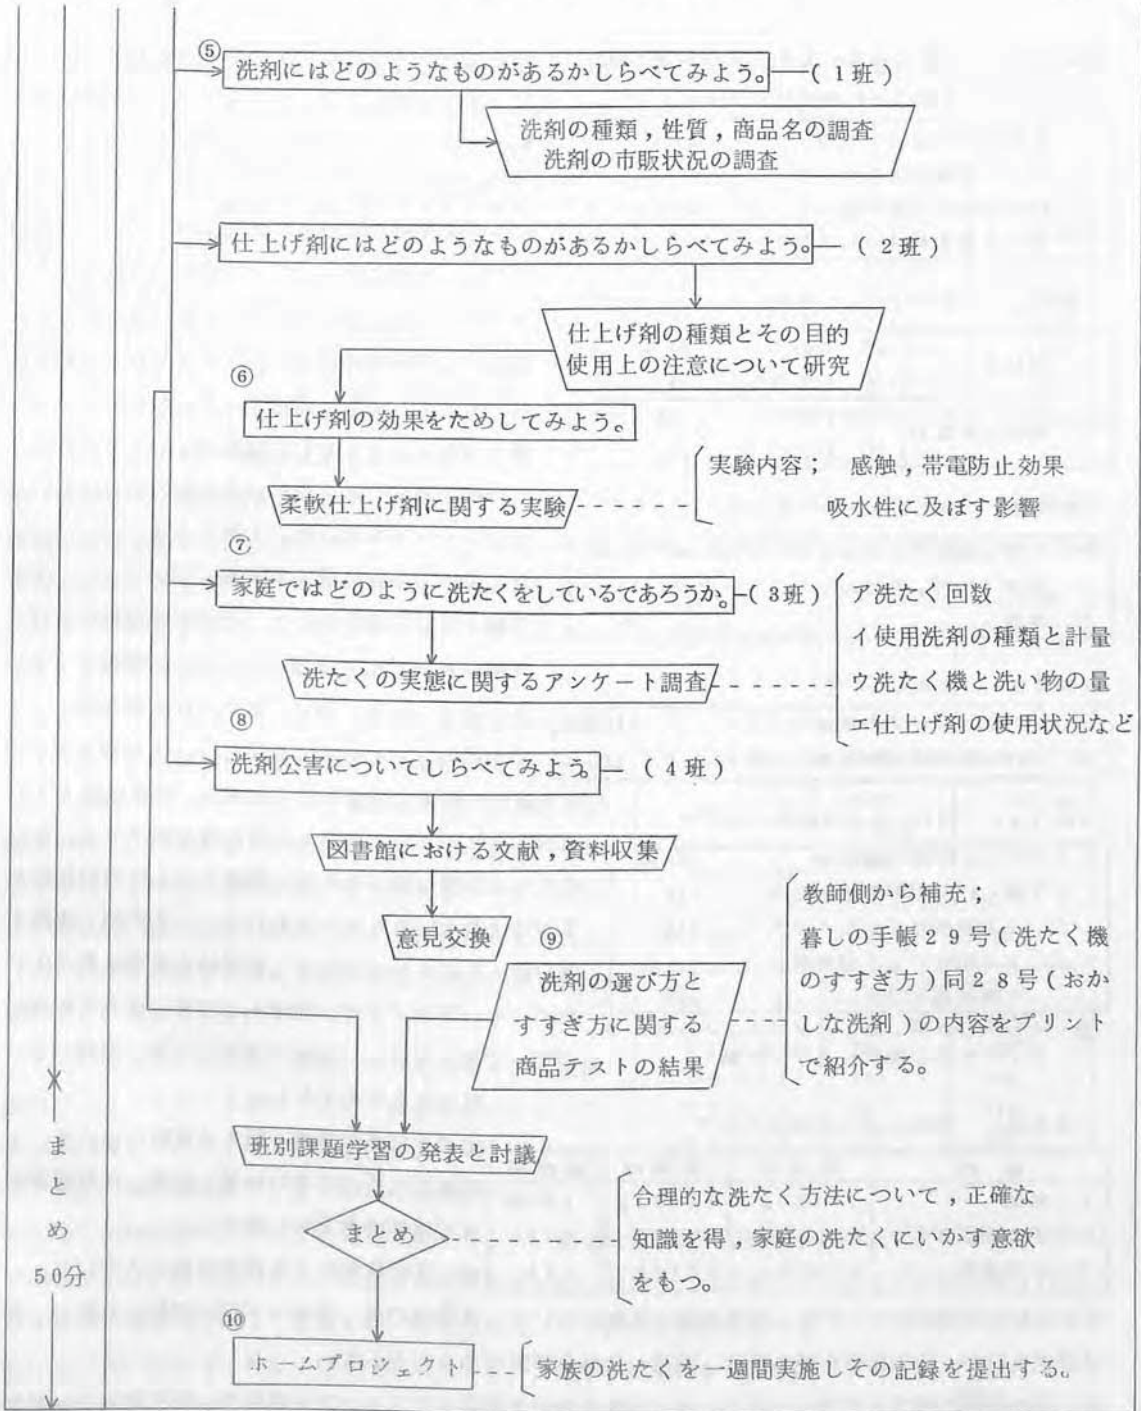 ⑤
洗剤にはどのようなものがあるかしらべてみよう。 (1班)
洗剤の種類,性質,商品名の調査
洗剤の市販状況の調査
仕上げ剤にはどのようなものがあるかしらべてみよう。 (2班)
仕上げ剤の種類とその目的
使用上の注意について研究
⑥
仕上げ剤の効果をためしてみよう。
柔軟仕上げ剤に関する実験
実験内容; 感触,帯電防止効果
吸水性に及ぼす影響
⑦
家庭ではどのように洗たくをしているであろうか。 (3班)
洗たくの実態に関するアンケート調査
ア洗たく回数
イ使用洗剤の種類と計量
ウ洗たく機と洗い物の量
エ仕上げ剤の使用状況など
⑧
洗剤公害についてしらべてみよう。 (4班)
図書館における文献,資料収集
意見交換
⑨
洗剤の選び方と
すすぎ方に関する
商品テストの結果
教師側から補充;
暮しの手帳29号(洗たく機
のすすぎ方)同28号(おか
しな洗剤)の内容をプリント
で紹介する。
班別課題学習の発表と討議
まとめ
合理的な洗たく方法について,正確な
知識を得,家庭の洗たくにいかす意欲
をもつ。
まとめ
50分
⑩
ホームプロジェクト
家族の洗たくを一週間実施しその記録を提出する。